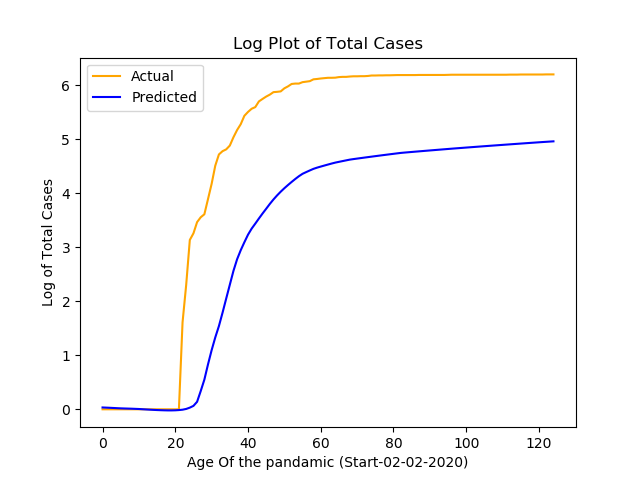 Log Plot of Total Cases
Actual
Predicted
Log of Total Cases
6
5
4
3
2
1
0
0 20 40 60 80 100 120
Age Of the pandamic (Start-02-02-2020)